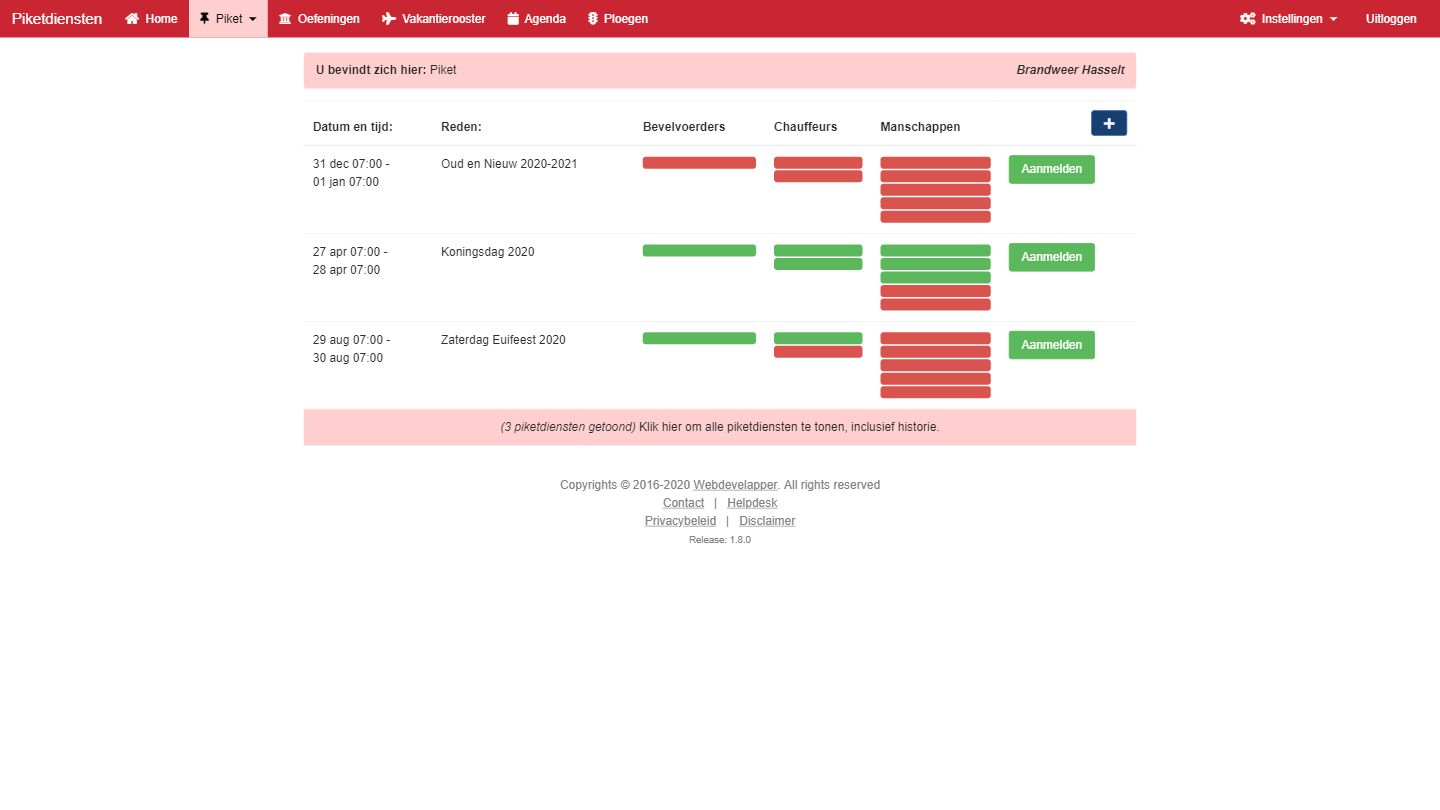 Piketdiensten Home Piket Oefeningen Vakantierooster Agenda Ploegen Instellingen Uitloggen
U bevindt zich hier: Piket Brandweer Hasselt
Datum en tijd: Reden: Bevelvoerders Chauffeurs Manschappen
31 dec 07:00 - Oud en Nieuw 2020-2021 Aanmelden
01 jan 07:00
27 apr 07:00 - Koningsdag 2020 Aanmelden
28 apr 07:00
29 aug 07:00 - Zaterdag Euifeest 2020 Aanmelden
30 aug 07:00
(3 piketdiensten getoond) Klik hier om alle piketdiensten te tonen, inclusief historie.
Copyrights © 2016-2020 Webdevelapper. All rights reserved
Contact | Helpdesk
Privacybeleid | Disclaimer
Release: 1.8.0